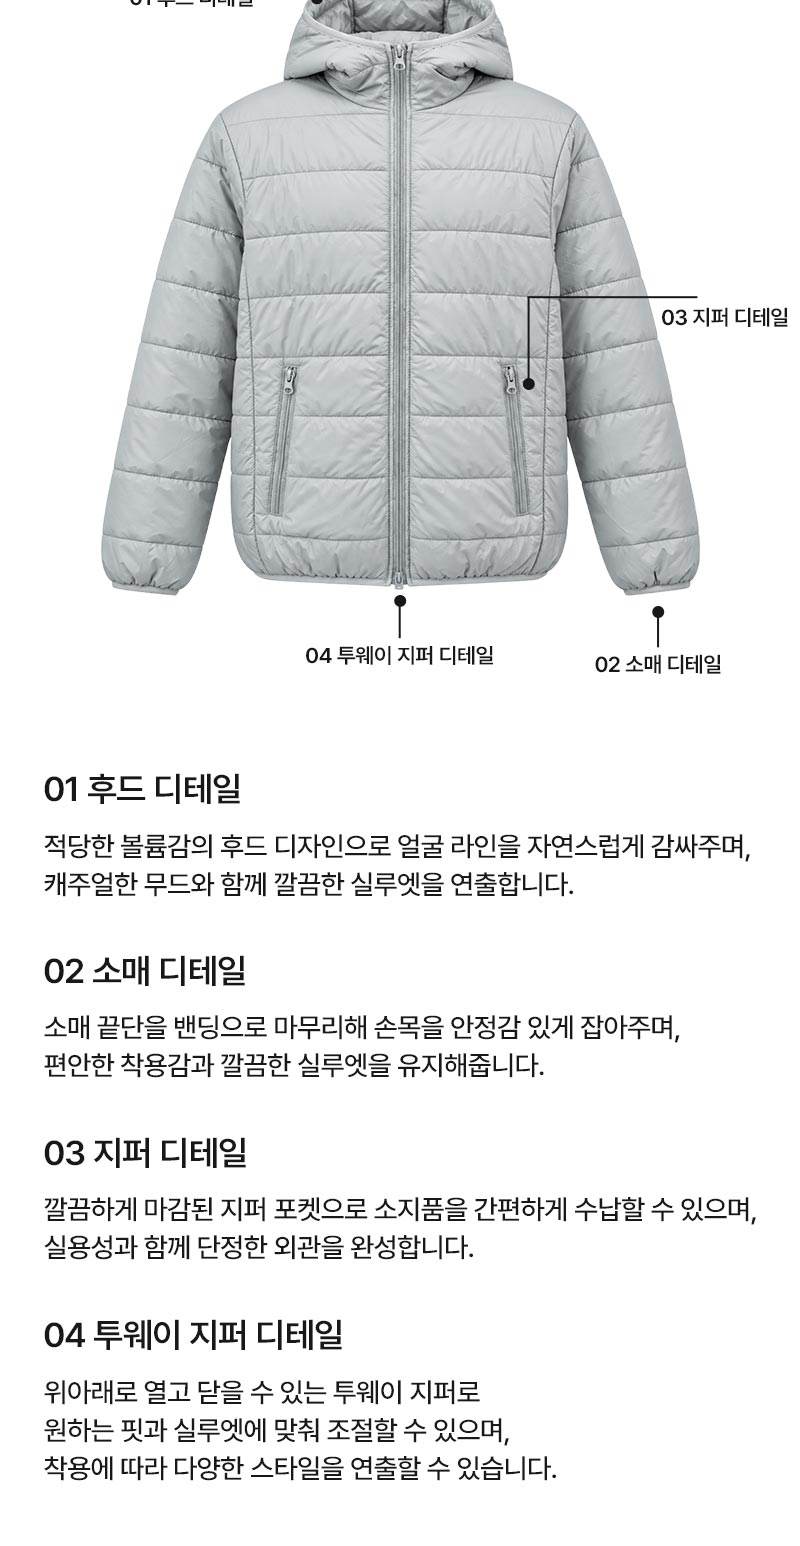 03 지퍼 디테일
04 투웨이 지퍼 디테일
02 소매 디테일
01 후드 디테일
적당한 볼륨감의 후드 디자인으로 얼굴 라인을 자연스럽게 감싸주며,
캐주얼한 무드와 함께 깔끔한 실루엣을 연출합니다.
02 소매 디테일
소매 끝단을 밴딩으로 마무리해 손목을 안정감 있게 잡아주며,
편안한 착용감과 깔끔한 실루엣을 유지해줍니다.
03 지퍼 디테일
깔끔하게 마감된 지퍼 포켓으로 소지품을 간편하게 수납할 수 있으며,
실용성과 함께 단정한 외관을 완성합니다.
04 투웨이 지퍼 디테일
위아래로 열고 닫을 수 있는 투웨이 지퍼로
원하는 핏과 실루엣에 맞춰 조절할 수 있으며,
착용에 따라 다양한 스타일을 연출할 수 있습니다.